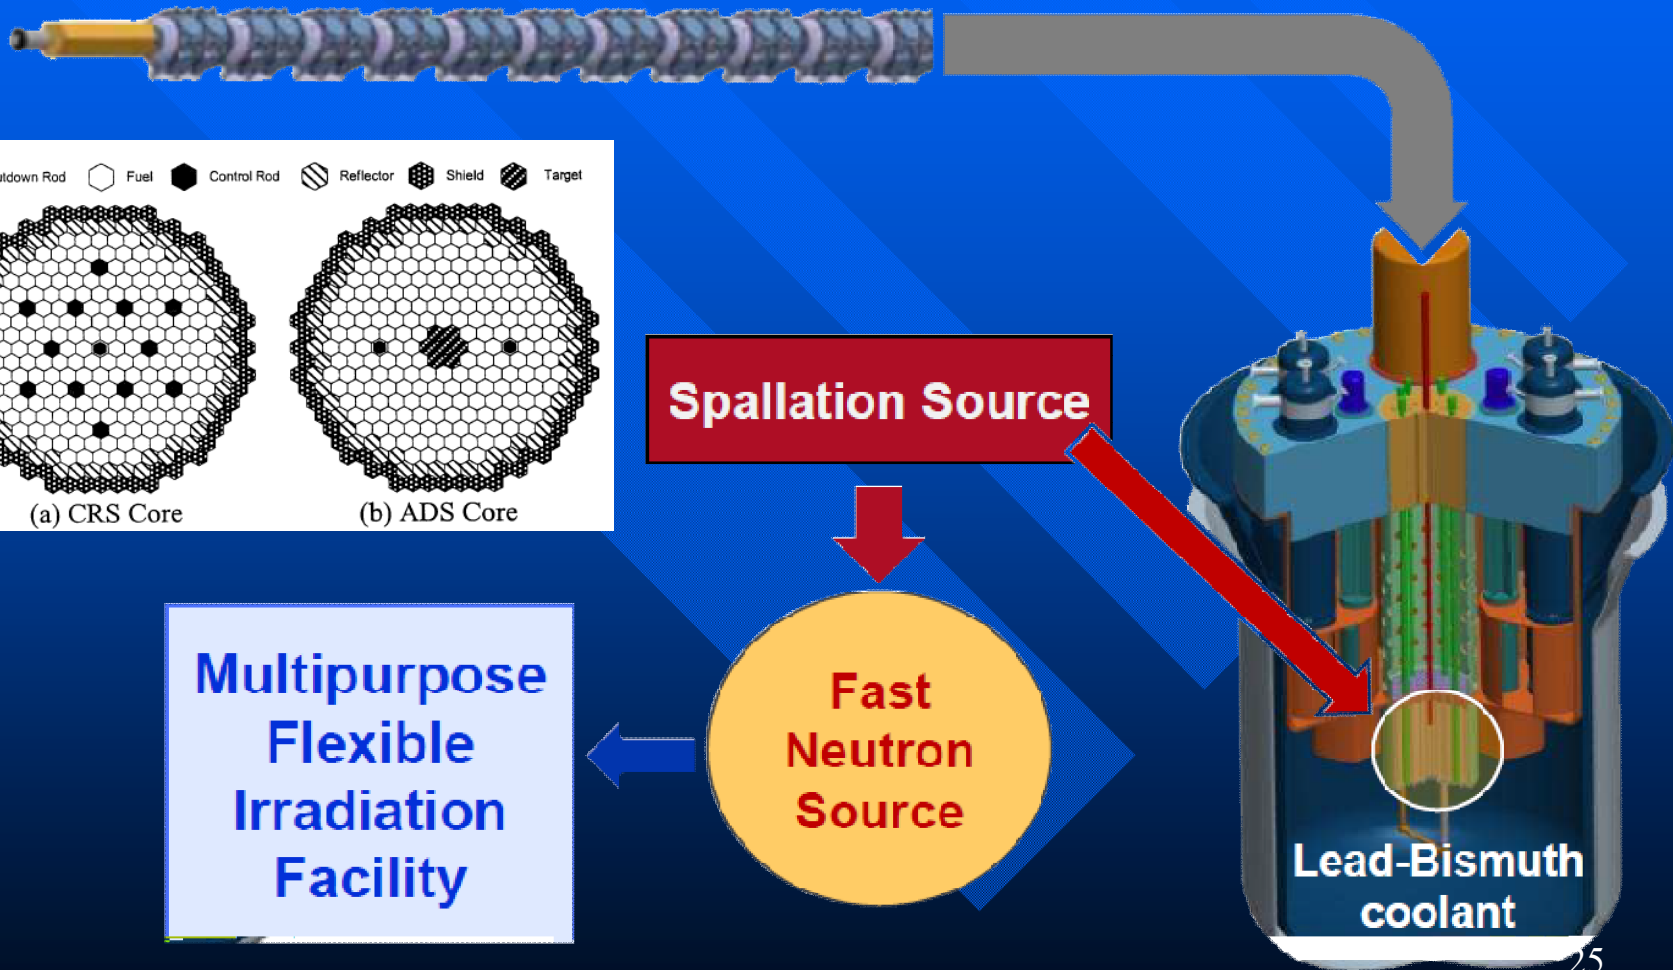 utdown Rod Fuel Control Rod Reflector Shield Target
(a) CRS Core
(b) ADS Core
Spallation Source
Multipurpose
Flexible
Irradiation
Facility
Fast
Neutron
Source
Lead-Bismuth
coolant
25